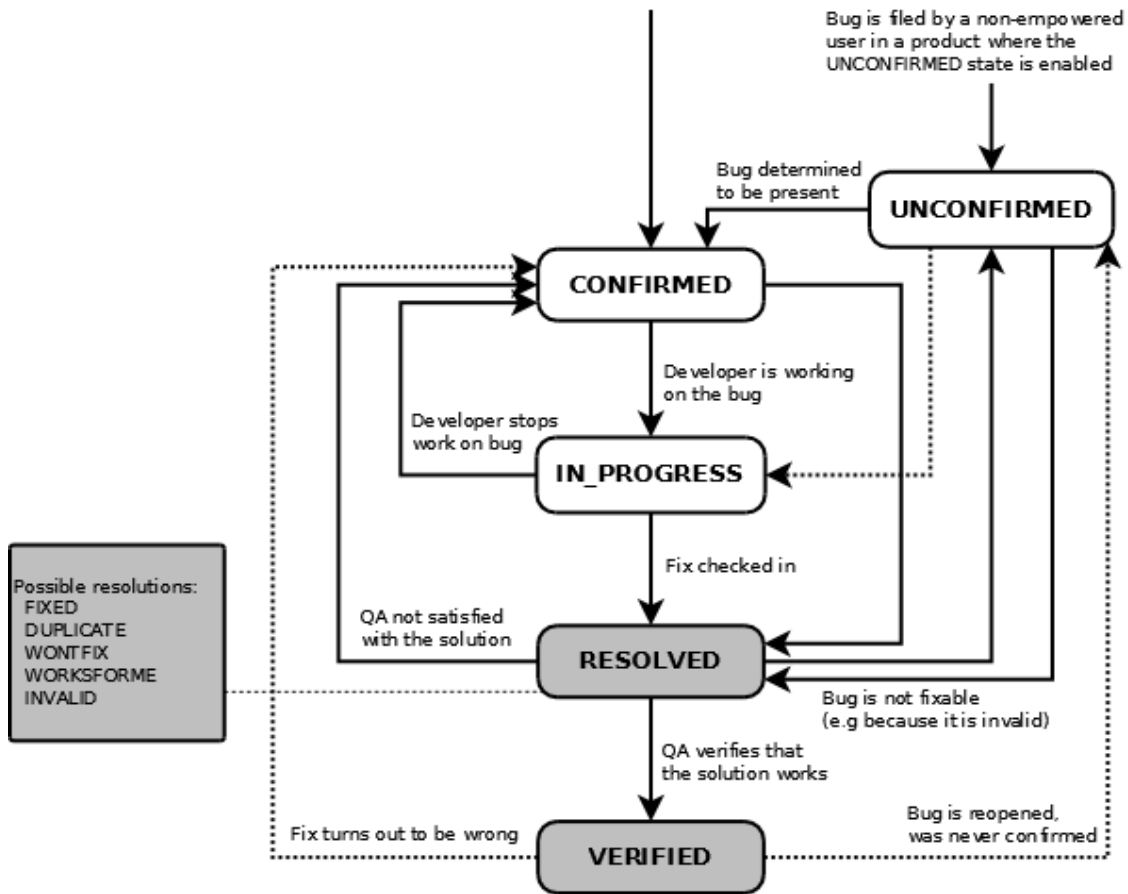 Bug is filed by a non-empowered
user in a product where the
UNCONFIRMED state is enabled
Bug determined
to be present
UNCONFIRMED
CONFIRMED
Developer is working
on the bug
Developer stops
work on bug
IN_PROGRESS
Possible resolutions:
FIXED
DUPLICATE
WONTFIX
WORKSFORME
INVALID
Fix checked in
QA not satisfied
with the solution
RESOLVED
Bug is not fixable
(e.g because it is invalid)
QA verifies that
the solution works
Fix turns out to be wrong
VERIFIED
Bug is reopened,
was never confirmed